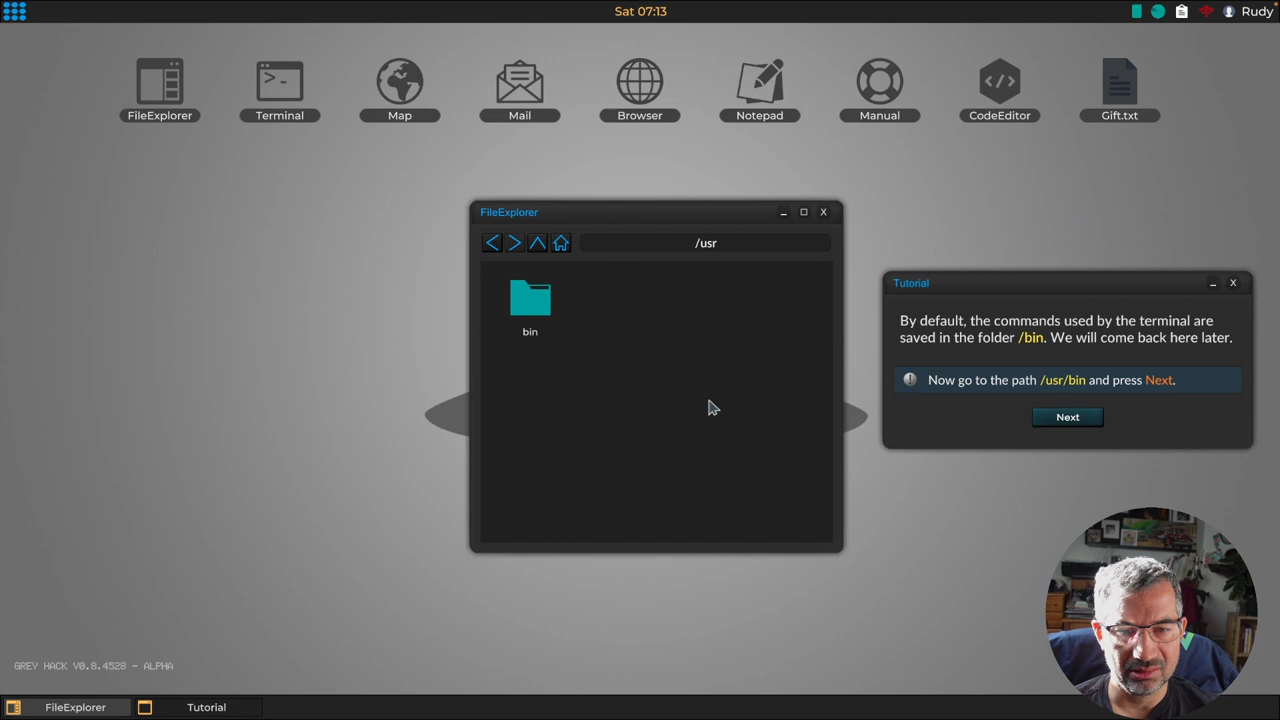 Sat 07:13
Rudy
FileExplorer
Terminal
Map
Mail
Browser
Notepad
Manual
CodeEditor
Gift.txt
FileExplorer
X
/usr
bin
Tutorial
X
By default, the commands used by the terminal are
saved in the folder /bin. We will come back here later.
Now go to the path /usr/bin and press Next.
Next
GREY HACK V0.8.4528 - ALPHA
FileExplorer
Tutorial